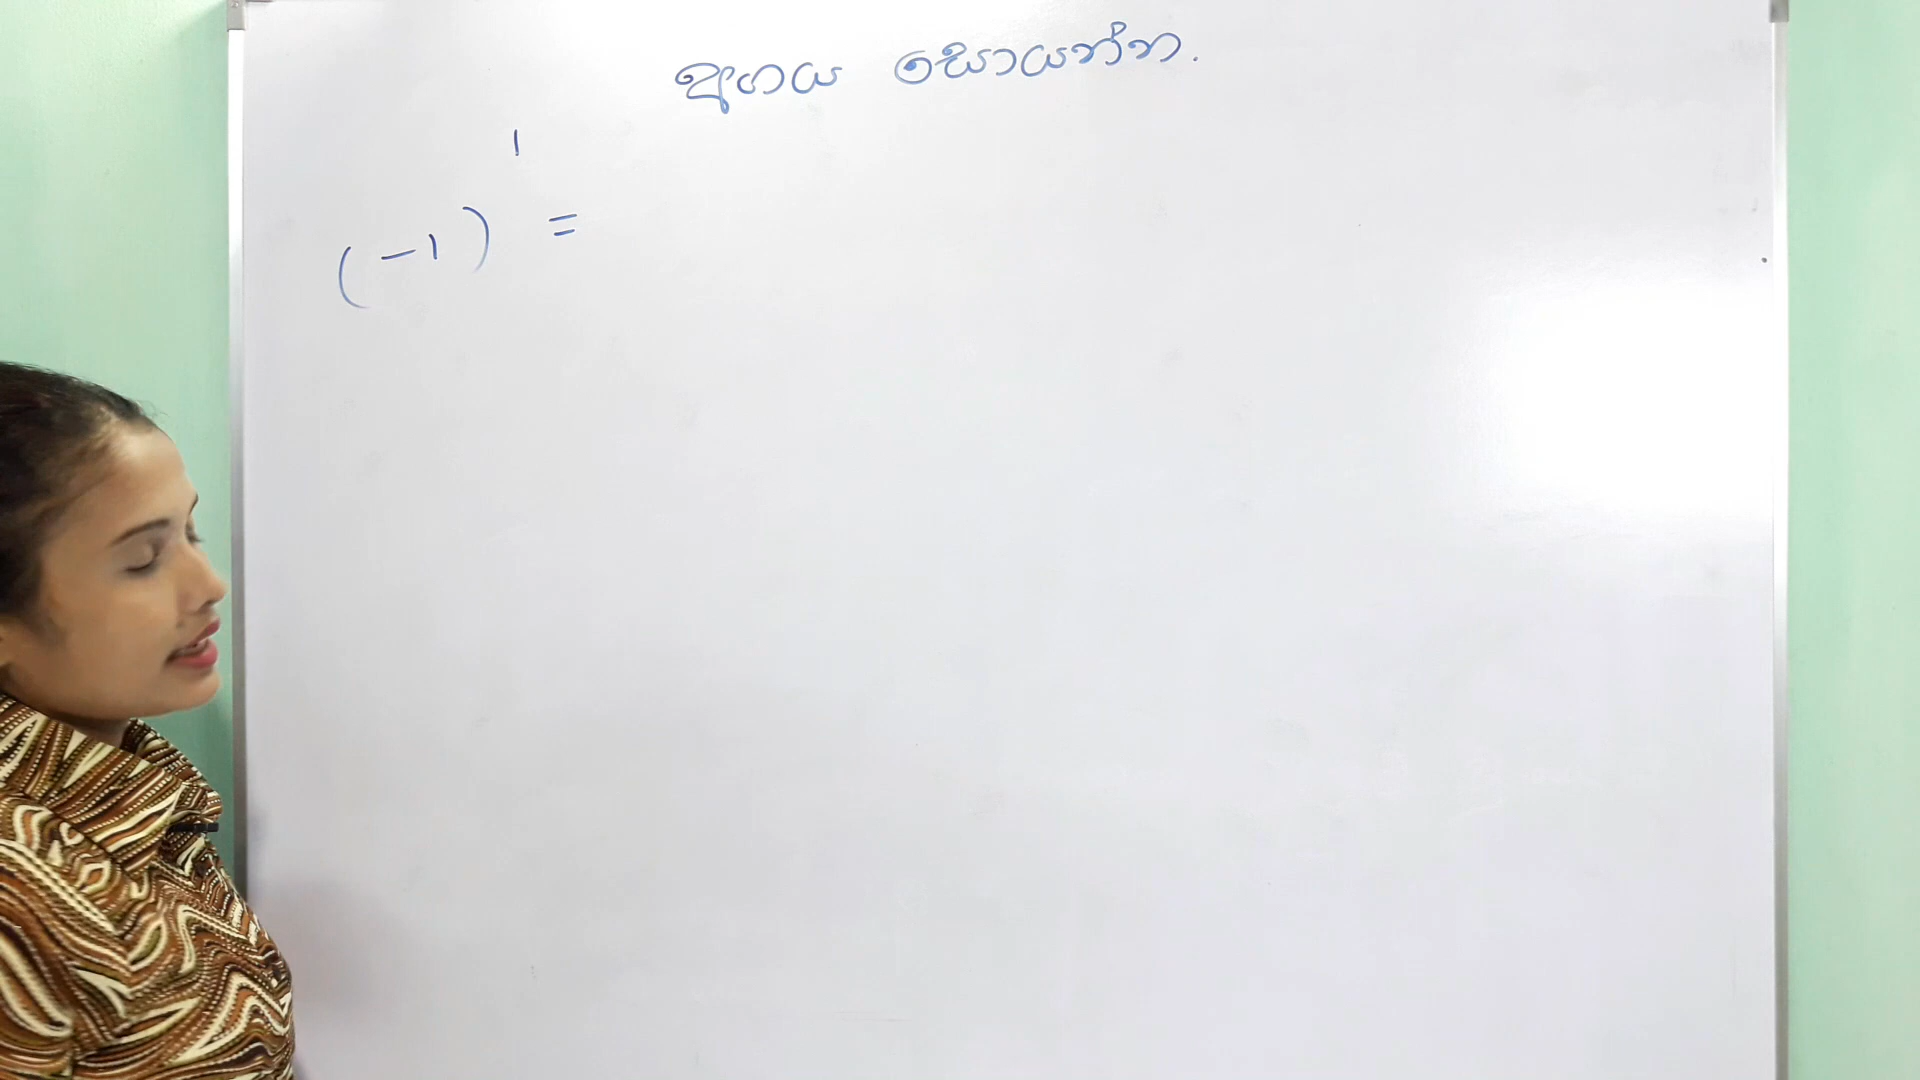 අගය සොයන්න.
(-1)¹ =